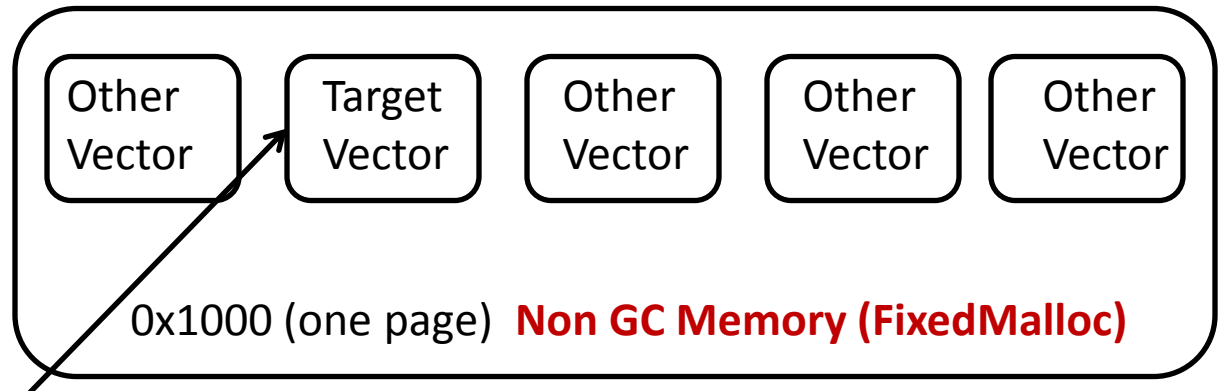 Other Target Other Other Other
Vector Vector Vector Vector Vector
0x1000 (one page) Non GC Memory (FixedMalloc)